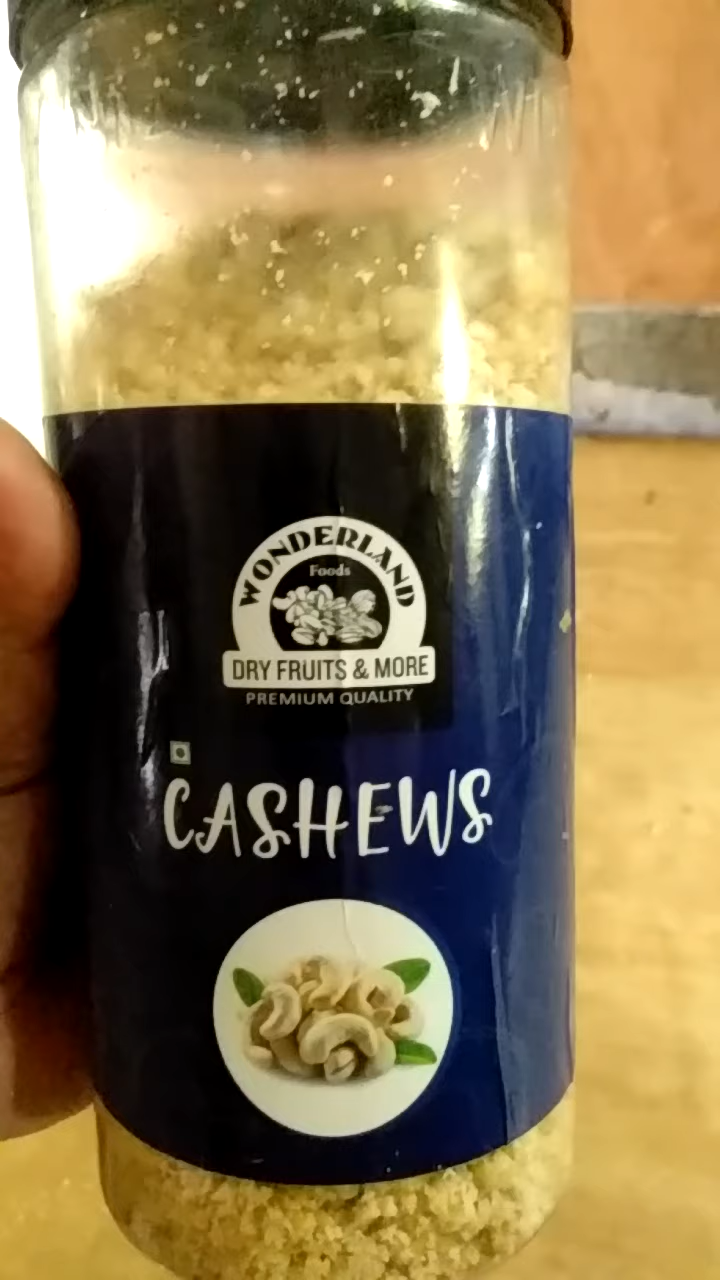 WONDERLAND
Foods
DRY FRUITS & MORE
PREMIUM QUALITY
CASHEWS